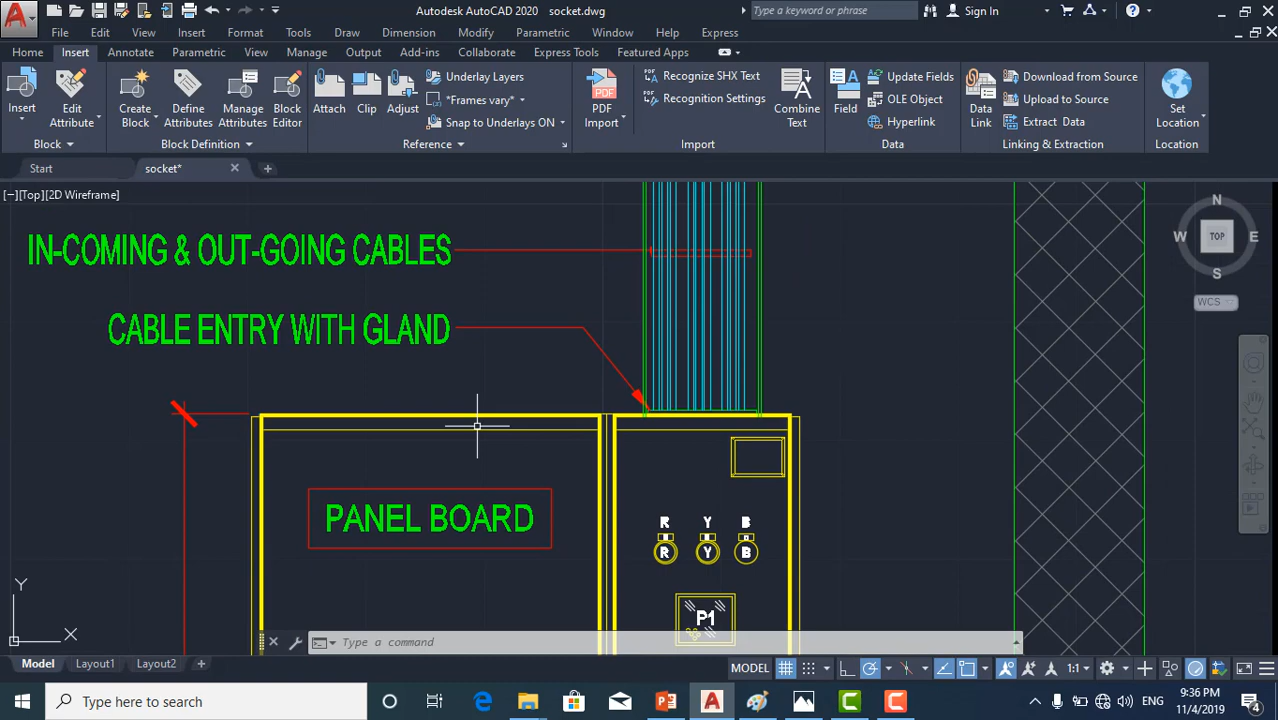 Autodesk AutoCAD 2020 socket.dwg
Type a keyword or phrase
Sign In
File Edit View Insert Format Tools Draw Dimension Modify Parametric Window Help Express
Home Insert Annotate Parametric View Manage Output Add-ins Collaborate Express Tools Featured Apps
Insert
Edit Attribute
Create Block
Define Attributes
Manage Attributes
Block Editor
Attach
Clip
Adjust
Underlay Layers
*Frames vary*
Snap to Underlays ON
PDF
PDF Import
Recognize SHX Text
Recognition Settings
Combine Text
Field
Update Fields
OLE Object
Hyperlink
Data Link
Download from Source
Upload to Source
Extract Data
Set Location
Block Block Definition Reference Import Data Linking & Extraction Location
Start socket*
[−][Top][2D Wireframe]
N
W TOP E
S
WCS
IN-COMING & OUT-GOING CABLES
CABLE ENTRY WITH GLAND
PANEL BOARD
R Y B
R Y B
P1
Y
X
Type a command
Model Layout1 Layout2
MODEL
1:1
Type here to search
ENG
9:36 PM
11/4/2019
4